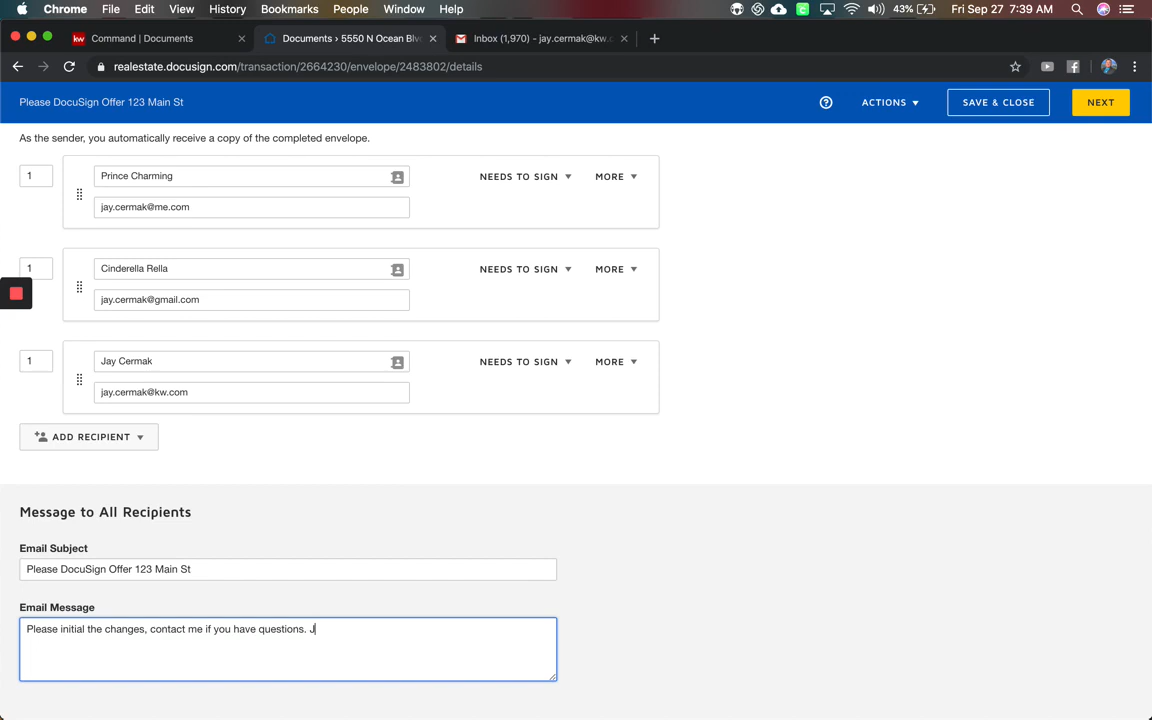 Chrome File Edit View History Bookmarks People Window Help 43% Fri Sep 27 7:39 AM
kw Command | Documents Documents › 5550 N Ocean Blv Inbox (1,970) - jay.cermak@kw.c
realestate.docusign.com/transaction/2664230/envelope/2483802/details
Please DocuSign Offer 123 Main St ACTIONS SAVE & CLOSE NEXT
As the sender, you automatically receive a copy of the completed envelope.
1 Prince Charming NEEDS TO SIGN MORE
jay.cermak@me.com
1 Cinderella Rella NEEDS TO SIGN MORE
jay.cermak@gmail.com
1 Jay Cermak NEEDS TO SIGN MORE
jay.cermak@kw.com
ADD RECIPIENT
Message to All Recipients
Email Subject
Please DocuSign Offer 123 Main St
Email Message
Please initial the changes, contact me if you have questions. J